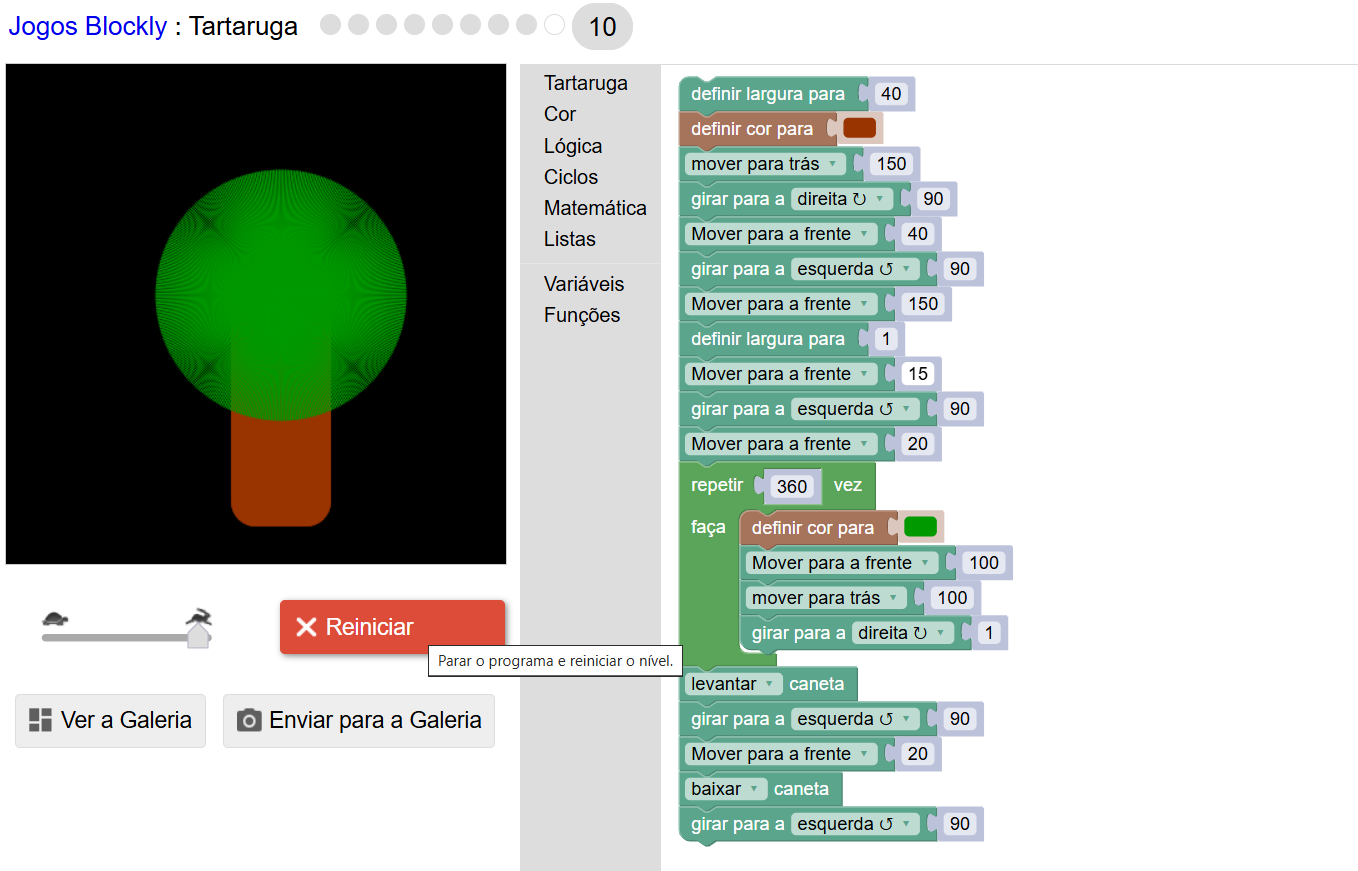 Jogos Blockly : Tartaruga 10
Tartaruga
Cor
Lógica
Ciclos
Matemática
Listas
Variáveis
Funções
definir largura para 40
definir cor para
mover para trás 150
girar para a direita ↻ 90
Mover para a frente 40
girar para a esquerda ↺ 90
Mover para a frente 150
definir largura para 1
Mover para a frente 15
girar para a esquerda ↺ 90
Mover para a frente 20
repetir 360 vez
faça definir cor para
Mover para a frente 100
mover para trás 100
girar para a direita ↻ 1
levantar caneta
girar para a esquerda ↺ 90
Mover para a frente 20
baixar caneta
girar para a esquerda ↺ 90
Reiniciar
Parar o programa e reiniciar o nível.
Ver a Galeria
Enviar para a Galeria